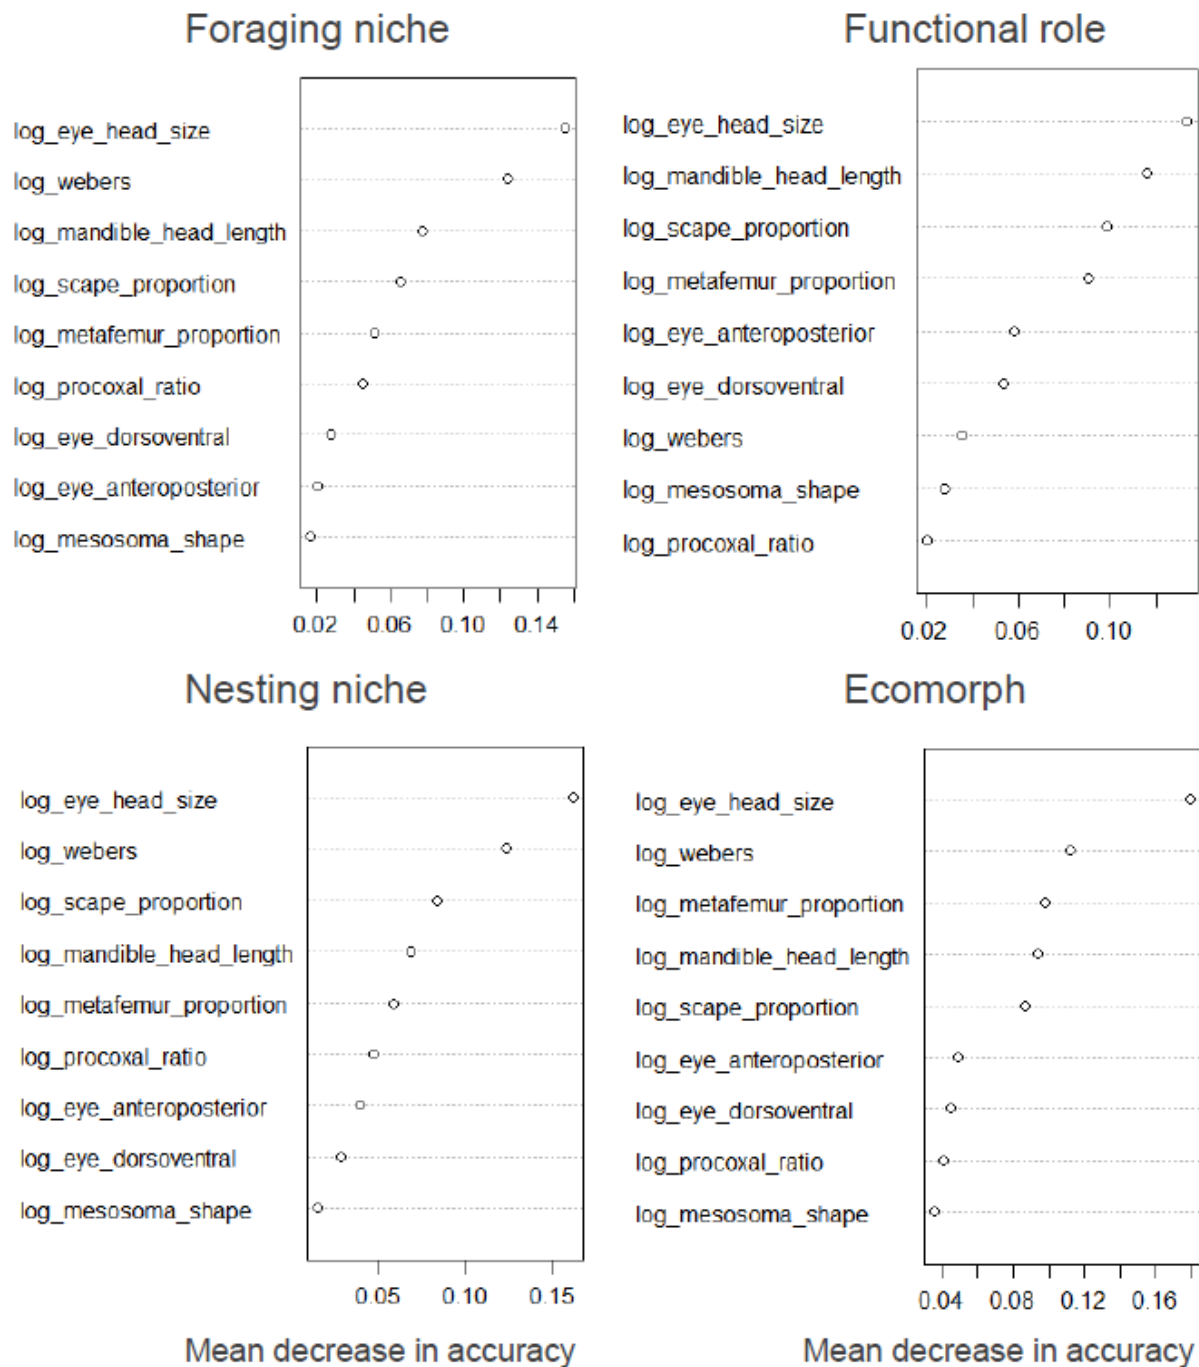 Foraging niche
log_eye_head_size
log_webers
log_mandible_head_length
log_scape_proportion
log_metafemur_proportion
log_procoxal_ratio
log_eye_dorsoventral
log_eye_anteroposterior
log_mesosoma_shape
0.02 0.06 0.10 0.14
Functional role
log_eye_head_size
log_mandible_head_length
log_scape_proportion
log_metafemur_proportion
log_eye_anteroposterior
log_eye_dorsoventral
log_webers
log_mesosoma_shape
log_procoxal_ratio
0.02 0.06 0.10
Nesting niche
log_eye_head_size
log_webers
log_scape_proportion
log_mandible_head_length
log_metafemur_proportion
log_procoxal_ratio
log_eye_anteroposterior
log_eye_dorsoventral
log_mesosoma_shape
0.05 0.10 0.15
Mean decrease in accuracy
Ecomorph
log_eye_head_size
log_webers
log_metafemur_proportion
log_mandible_head_length
log_scape_proportion
log_eye_anteroposterior
log_eye_dorsoventral
log_procoxal_ratio
log_mesosoma_shape
0.04 0.08 0.12 0.16
Mean decrease in accuracy